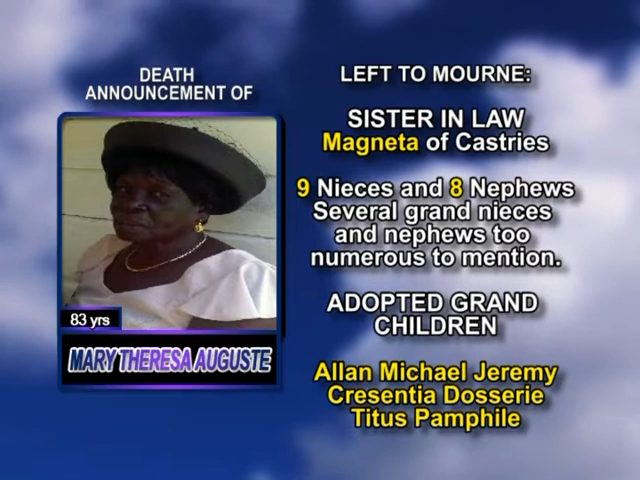 DEATH
ANNOUNCEMENT OF
83 yrs
MARY THERESA AUGUSTE
LEFT TO MOURNE:
SISTER IN LAW
Magneta of Castries
9 Nieces and 8 Nephews
Several grand nieces
and nephews too
numerous to mention.
ADOPTED GRAND
CHILDREN
Allan Michael Jeremy
Cresentia Dosserie
Titus Pamphile